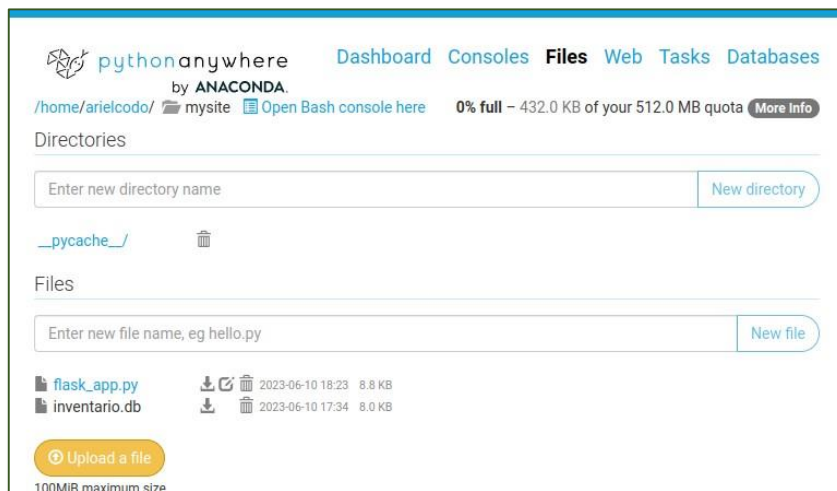 pythonanywhere
by ANACONDA.
Dashboard Consoles Files Web Tasks Databases
/home/arielcodo/ mysite Open Bash console here 0% full – 432.0 KB of your 512.0 MB quota More Info
Directories
Enter new directory name New directory
__pycache__/
Files
Enter new file name, eg hello.py New file
flask_app.py 2023-06-10 18:23 8.8 KB
inventario.db 2023-06-10 17:34 8.0 KB
Upload a file
100MiB maximum size